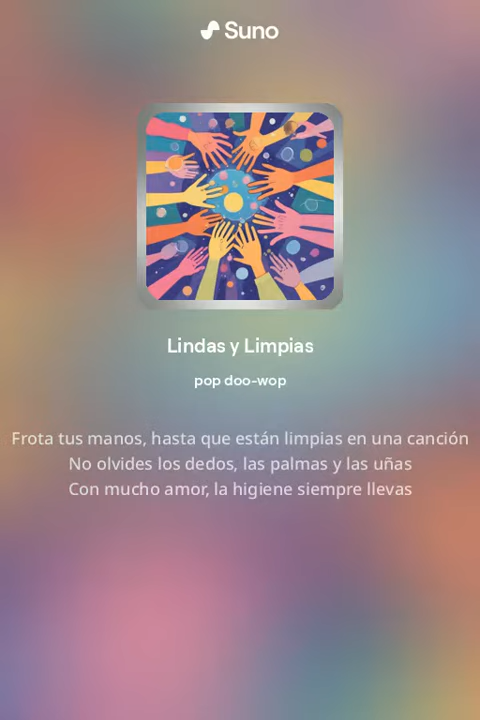 Suno
Lindas y Limpias
pop doo-wop
Frota tus manos, hasta que están limpias en una canción
No olvides los dedos, las palmas y las uñas
Con mucho amor, la higiene siempre llevas